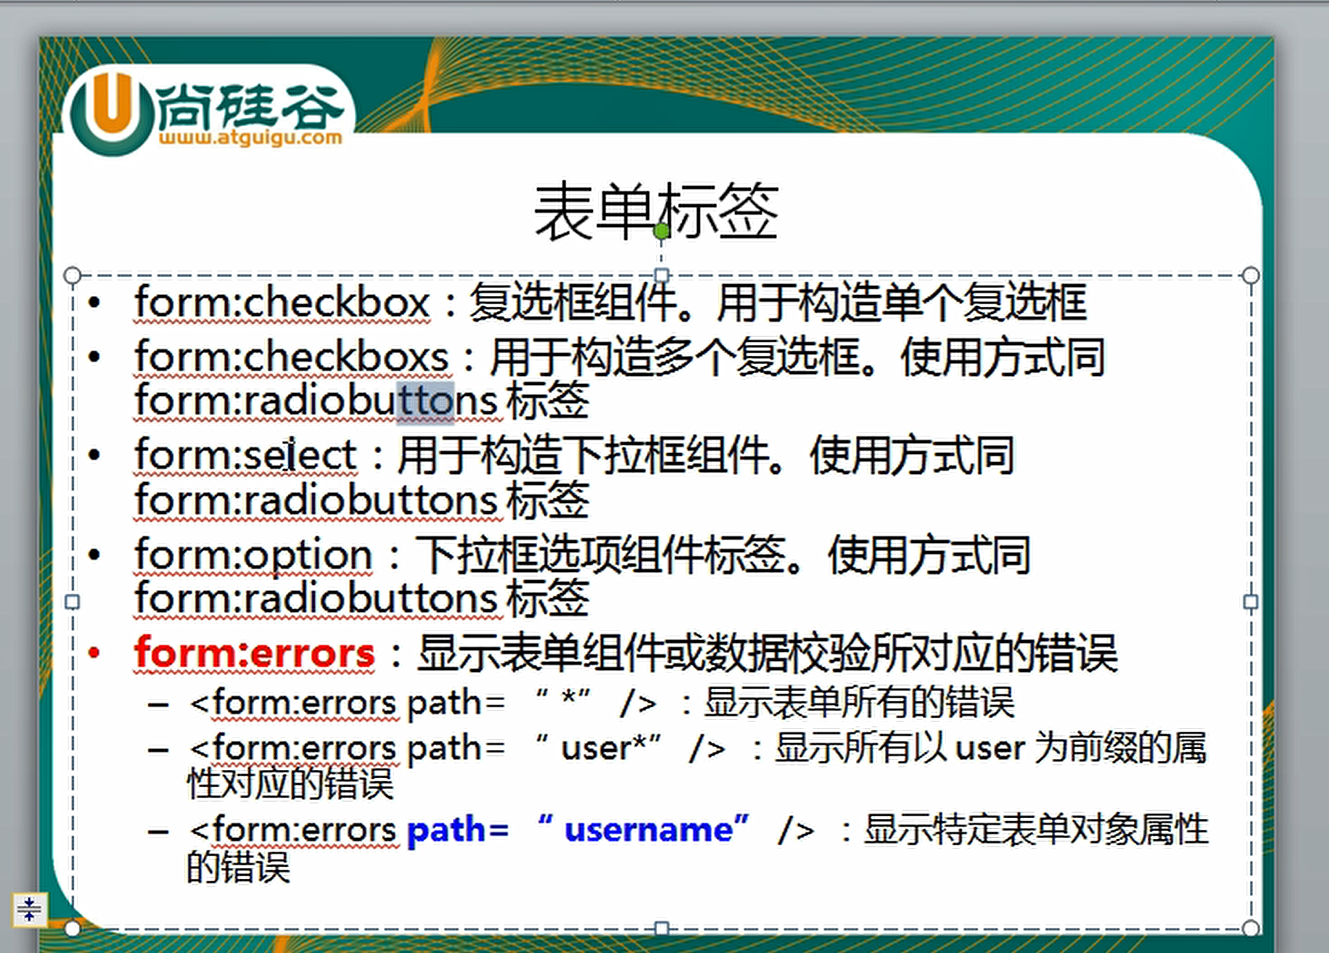 尚硅谷
www.atguigu.com
表单标签
• form:checkbox：复选框组件。用于构造单个复选框
• form:checkboxs：用于构造多个复选框。使用方式同
form:radiobuttons 标签
• form:select：用于构造下拉框组件。使用方式同
form:radiobuttons 标签
• form:option：下拉框选项组件标签。使用方式同
form:radiobuttons 标签
• form:errors：显示表单组件或数据校验所对应的错误
– <form:errors path= “ *” /> ：显示表单所有的错误
– <form:errors path= “ user*” /> ：显示所有以 user 为前缀的属
性对应的错误
– <form:errors path= “ username” /> ：显示特定表单对象属性
的错误